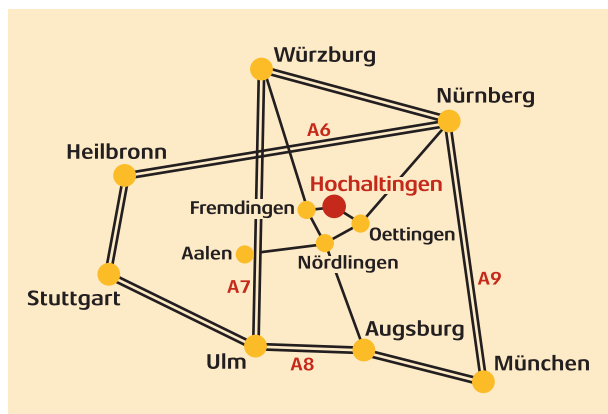 Würzburg
Nürnberg
A6
Heilbronn
Hochaltingen
Fremdingen
Oettingen
Aalen
Nördlingen
A7
A9
Stuttgart
Augsburg
Ulm
A8
München